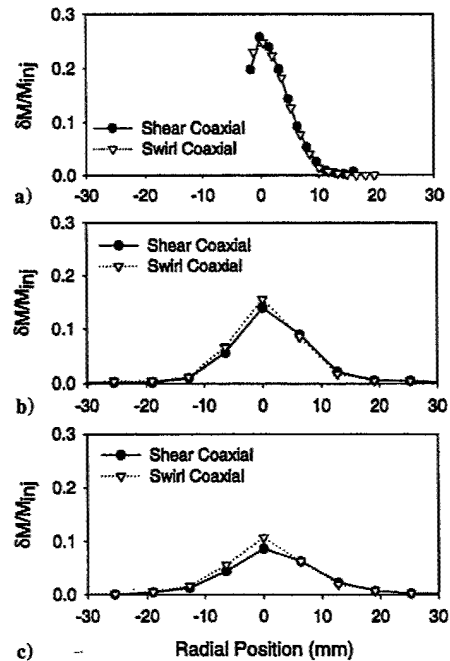 0.3
δM/Minj
0.2
0.1
Shear Coaxial
Swirl Coaxial
0.0
a)
-30 -20 -10 0 10 20 30
0.3
Shear Coaxial
Swirl Coaxial
δM/Minj
0.2
0.1
0.0
b)
-30 -20 -10 0 10 20 30
0.3
Shear Coaxial
Swirl Coaxial
δM/Minj
0.2
0.1
0.0
-30 -20 -10 0 10 20 30
c) Radial Position (mm)